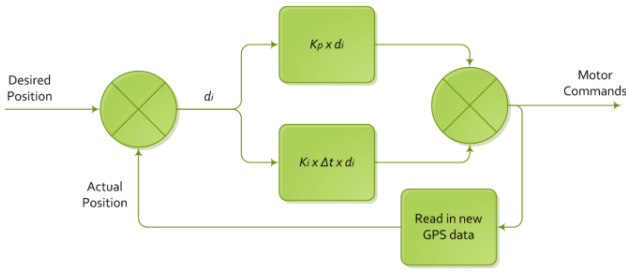 Desired
Position
di
Kp x di
Ki x Δt x di
Motor
Commands
Actual
Position
Read in new
GPS data